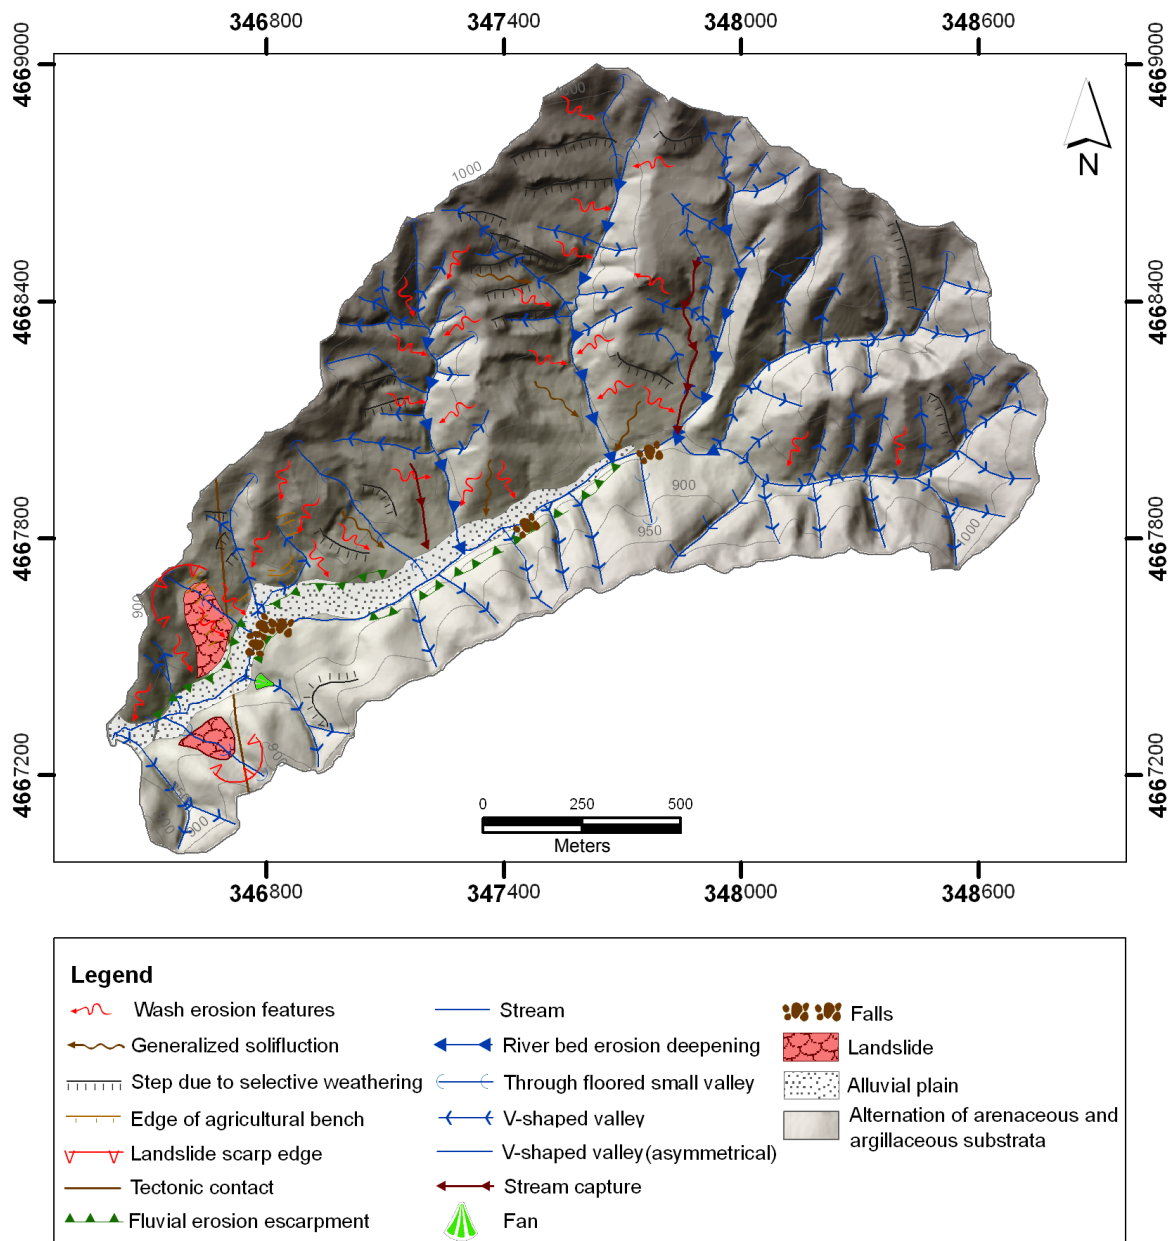 346800 347400 348000 348600
4669000 4669000
1000
1000
N
4668400 4668400
900
4667800 4667800
950
1000
900
4667200 4667200
900
0 250 500
Meters
346800 347400 348000 348600
Legend
Wash erosion features
Generalized solifluction
Step due to selective weathering
Edge of agricultural bench
Landslide scarp edge
Tectonic contact
Fluvial erosion escarpment
Stream
River bed erosion deepening
Through floored small valley
V-shaped valley
V-shaped valley (asymmetrical)
Stream capture
Fan
Falls
Landslide
Alluvial plain
Alternation of arenaceous and
argillaceous substrata